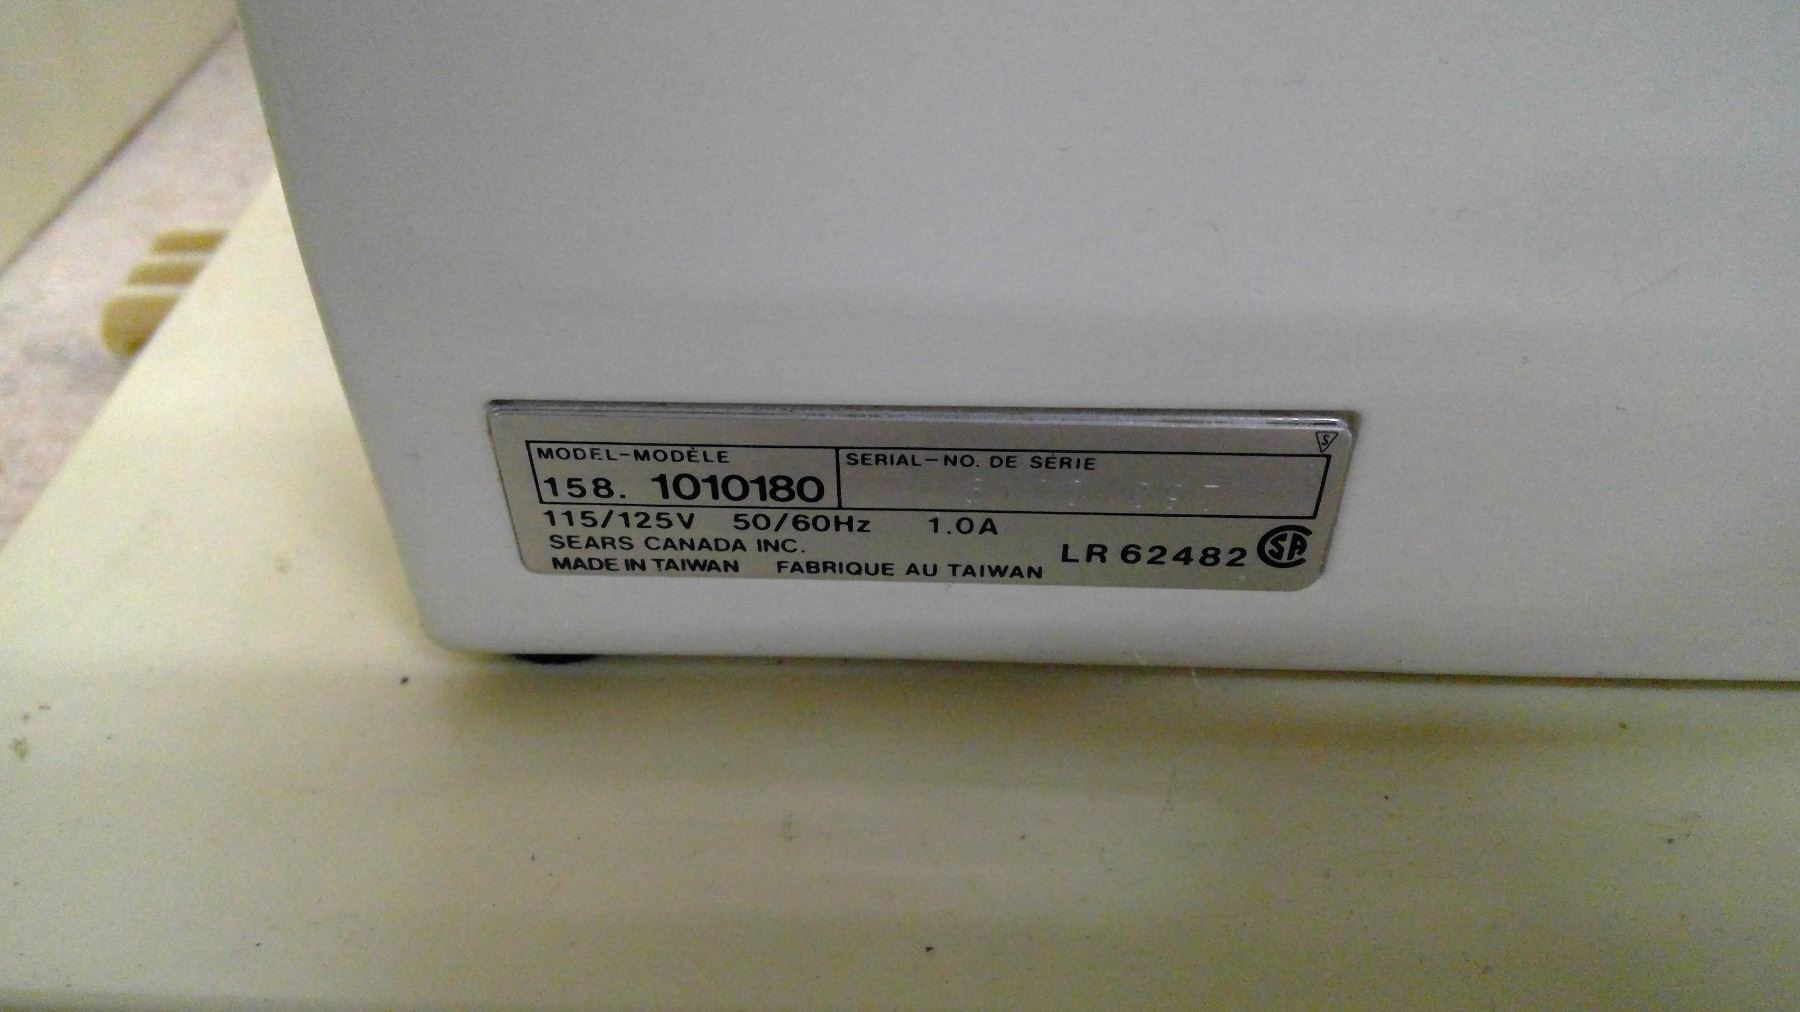 MODEL-MODÈLE
158. 1010180
SERIAL-NO. DE SÉRIE
115/125V 50/60Hz 1.0A
SEARS CANADA INC.
LR 62482
MADE IN TAIWAN FABRIQUE AU TAIWAN